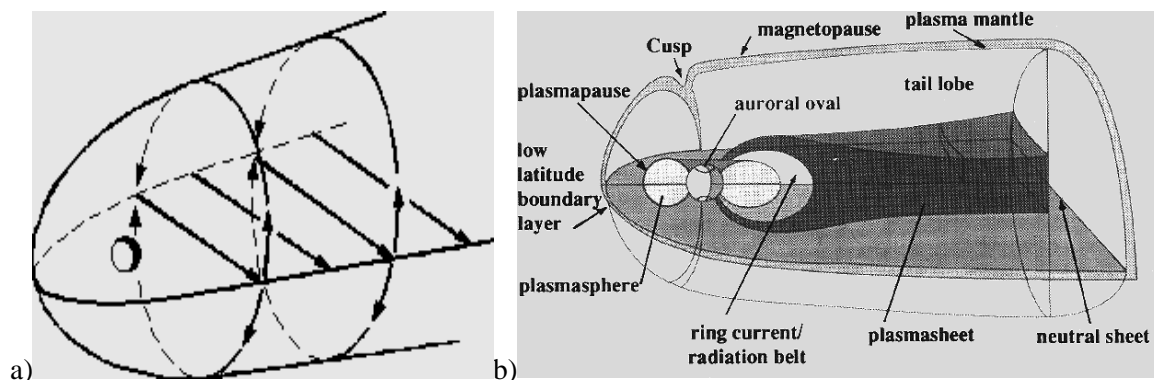 a)
b)
plasma mantle
magnetopause
Cusp
tail lobe
plasmapause
auroral oval
low
latitude
boundary
layer
plasmasphere
ring current/
radiation belt
plasmasheet
neutral sheet